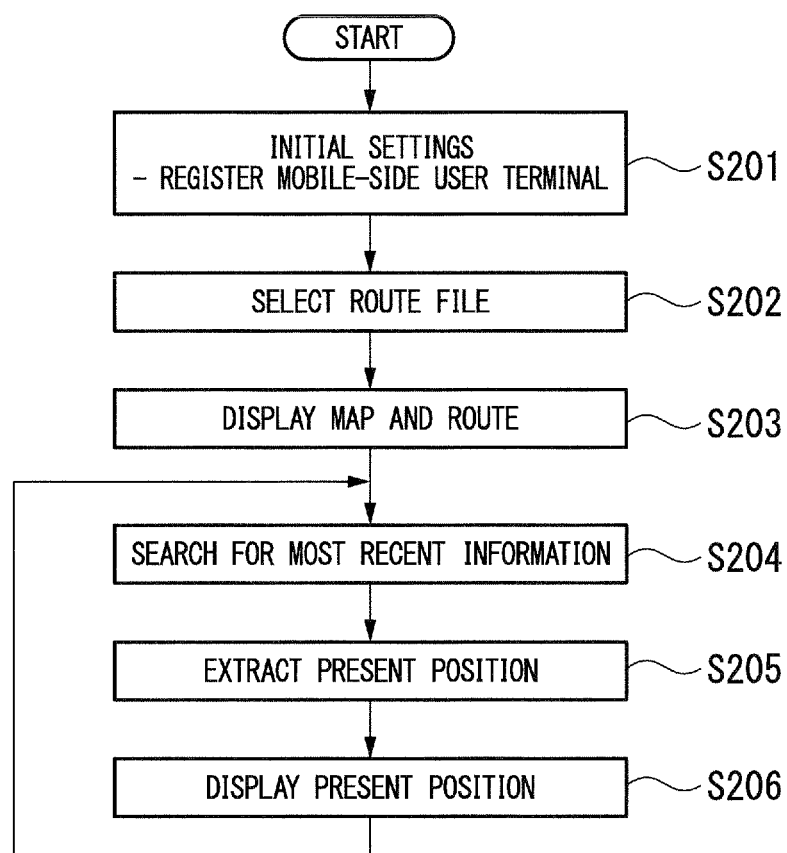 START
INITIAL SETTINGS
- REGISTER MOBILE-SIDE USER TERMINAL
S201
SELECT ROUTE FILE
S202
DISPLAY MAP AND ROUTE
S203
SEARCH FOR MOST RECENT INFORMATION
S204
EXTRACT PRESENT POSITION
S205
DISPLAY PRESENT POSITION
S206